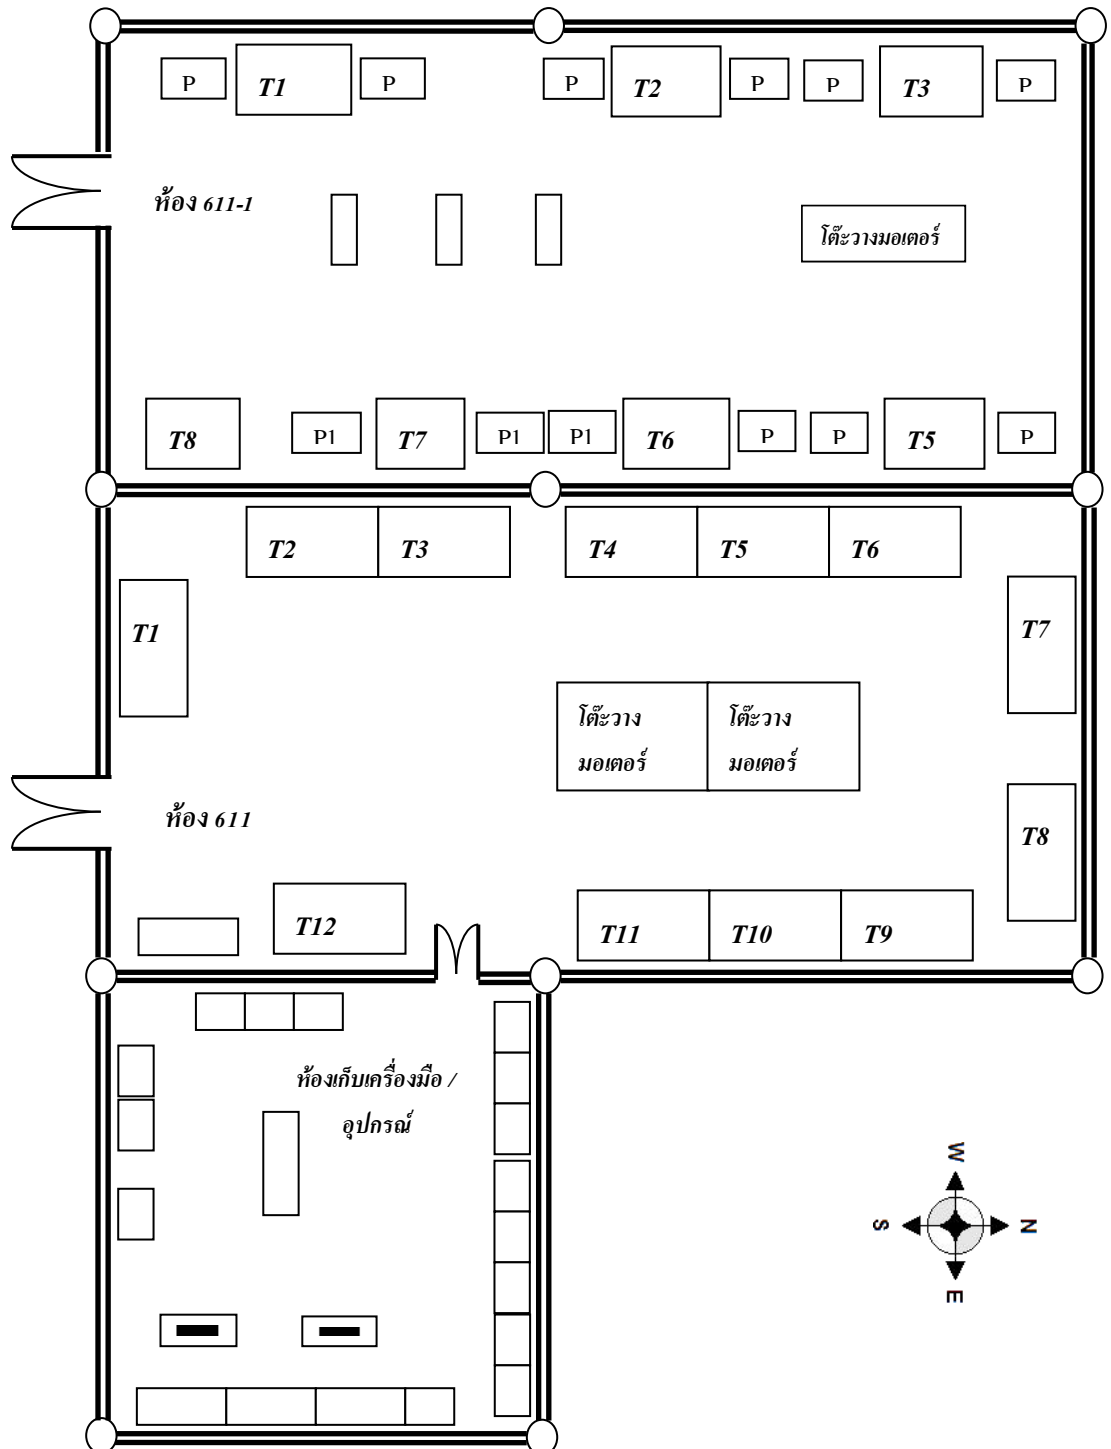 P T1 P P T2 P P T3 P
ห้อง 611-1
โต๊ะวางมอเตอร์
T8 P1 T7 P1 P1 T6 P P T5 P
T2 T3 T4 T5 T6
T1 T7
โต๊ะวาง โต๊ะวาง
มอเตอร์ มอเตอร์
ห้อง 611
T8
T12 T11 T10 T9
ห้องเก็บเครื่องมือ /
อุปกรณ์
W
S N
E